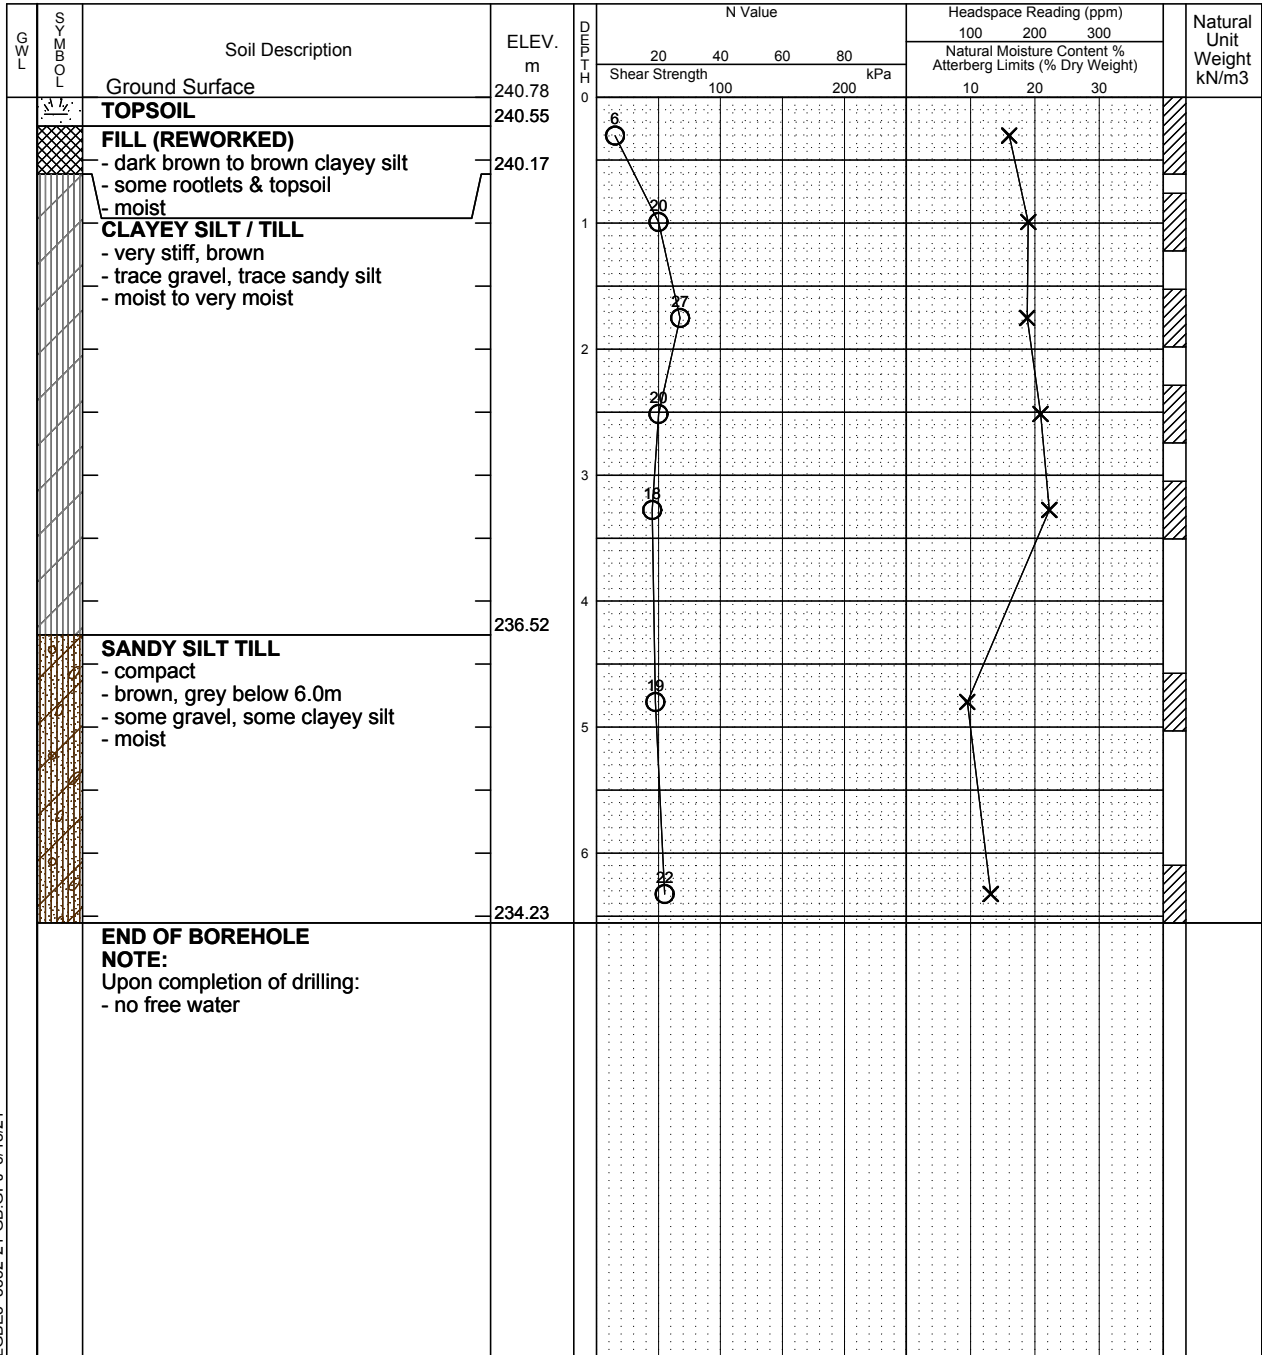 GWL
SYMBOL
Soil Description
Ground Surface
ELEV.
m
240.78
DEPTH
N Value
20 40 60 80
Shear Strength kPa
100 200
Headspace Reading (ppm)
100 200 300
Natural Moisture Content %
Atterberg Limits (% Dry Weight)
10 20 30
Natural
Unit
Weight
kN/m3
0
TOPSOIL
240.55
FILL (REWORKED)
- dark brown to brown clayey silt
240.17
- some rootlets & topsoil
- moist
CLAYEY SILT / TILL
- very stiff, brown
- trace gravel, trace sandy silt
- moist to very moist
6
20
1
27
2
20
3
18
4
236.52
SANDY SILT TILL
- compact
- brown, grey below 6.0m
- some gravel, some clayey silt
- moist
19
5
6
22
234.23
END OF BOREHOLE
NOTE:
Upon completion of drilling:
- no free water